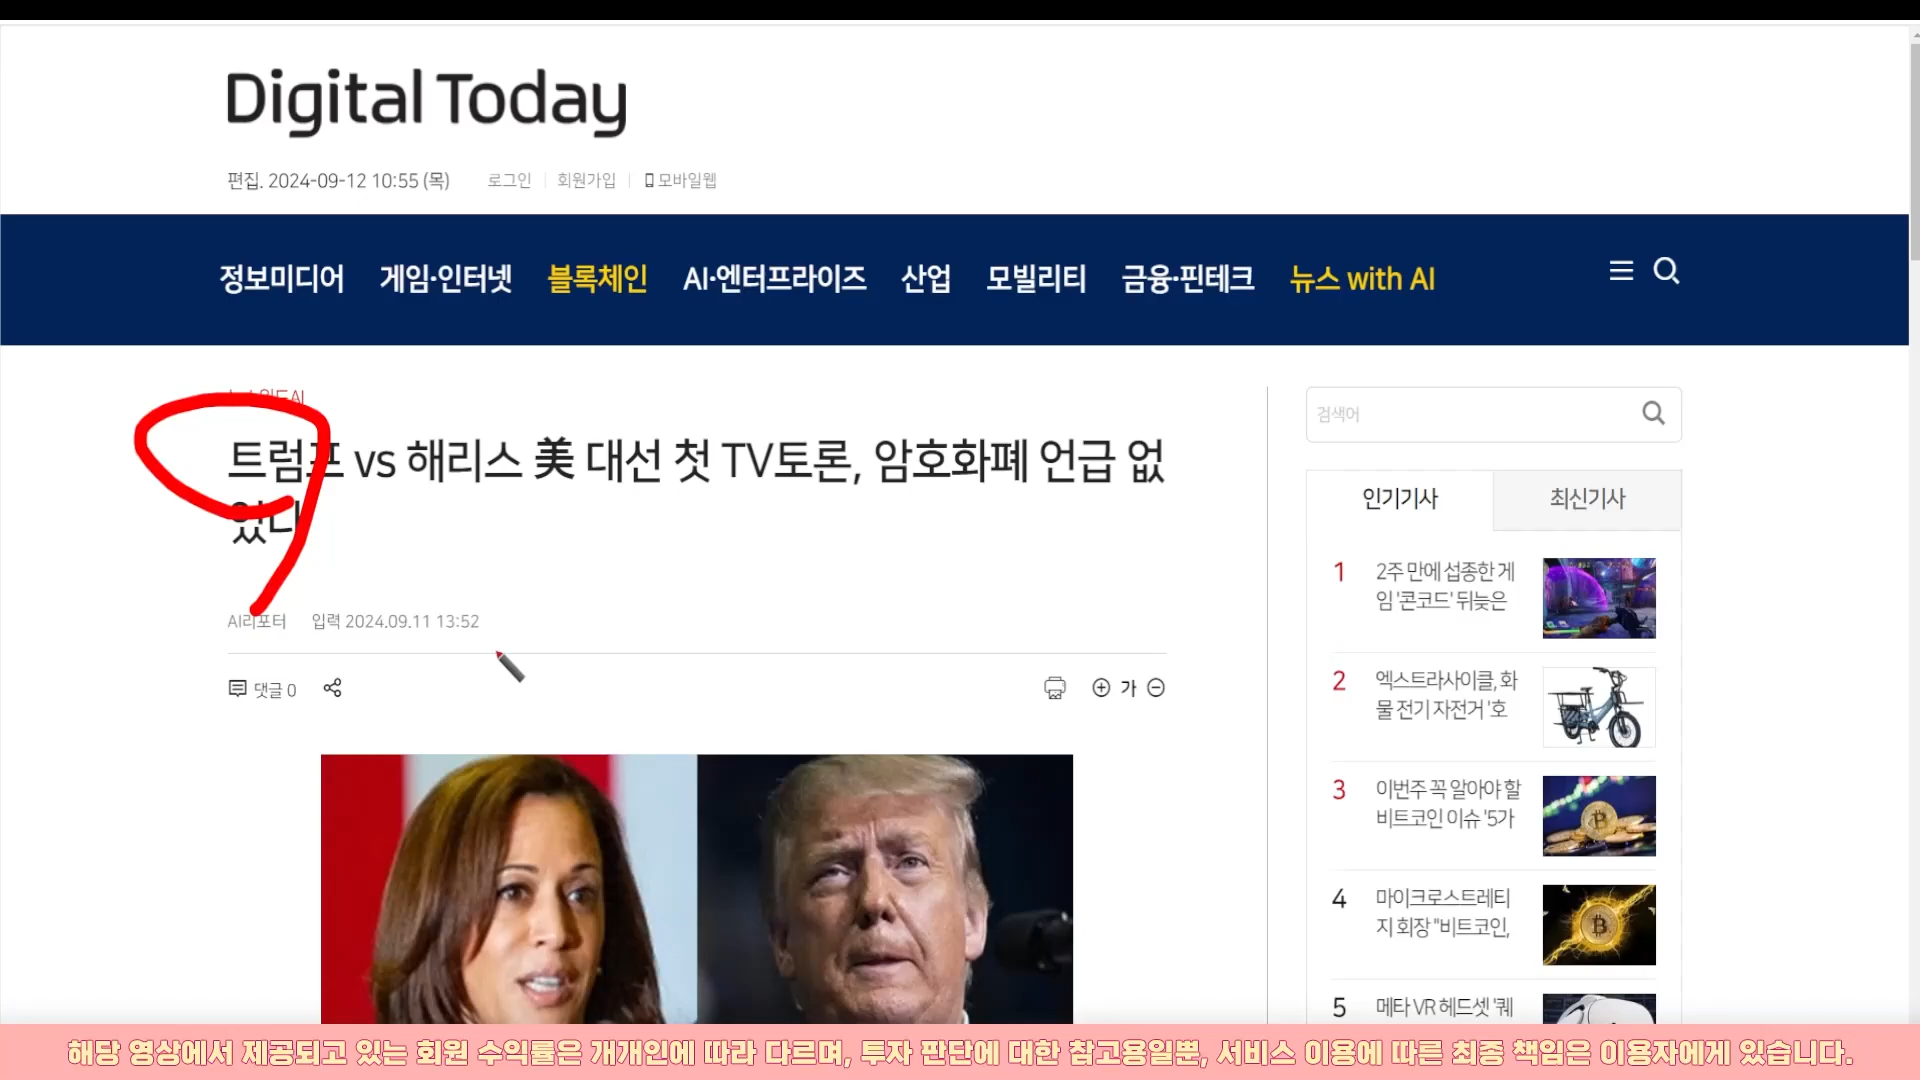 Digital Today
편집. 2024-09-12 10:55 (목) 로그인 회원가입 모바일웹
정보미디어 게임·인터넷 블록체인 AI·엔터프라이즈 산업 모빌리티 금융·핀테크 뉴스 with AI
트럼프 vs 해리스 美 대선 첫 TV토론, 암호화폐 언급 없
었다
AI리포터 입력 2024.09.11 13:52
댓글 0
가
검색어
인기기사 최신기사
1 2주 만에 섭종한 게
임 '콘코드' 뒤늦은
2 엑스트라사이클, 화
물 전기 자전거 '호
3 이번주 꼭 알아야 할
비트코인 이슈 '5가
4 마이크로스트레티
지 회장 "비트코인,
5 메타 VR 헤드셋 '퀘
해당 영상에서 제공되고 있는 회원 수익률은 개개인에 따라 다르며, 투자 판단에 대한 참고용일뿐, 서비스 이용에 따른 최종 책임은 이용자에게 있습니다.